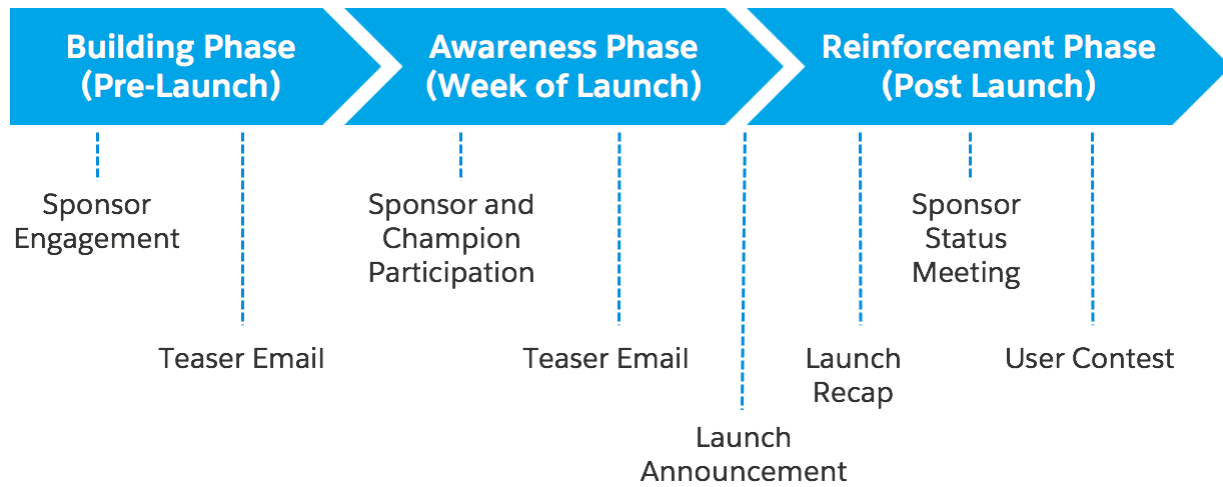 Building Phase
(Pre-Launch)
Awareness Phase
(Week of Launch)
Reinforcement Phase
(Post Launch)
Sponsor
Engagement
Teaser Email
Sponsor and
Champion
Participation
Teaser Email
Launch
Announcement
Launch
Recap
Sponsor
Status
Meeting
User Contest